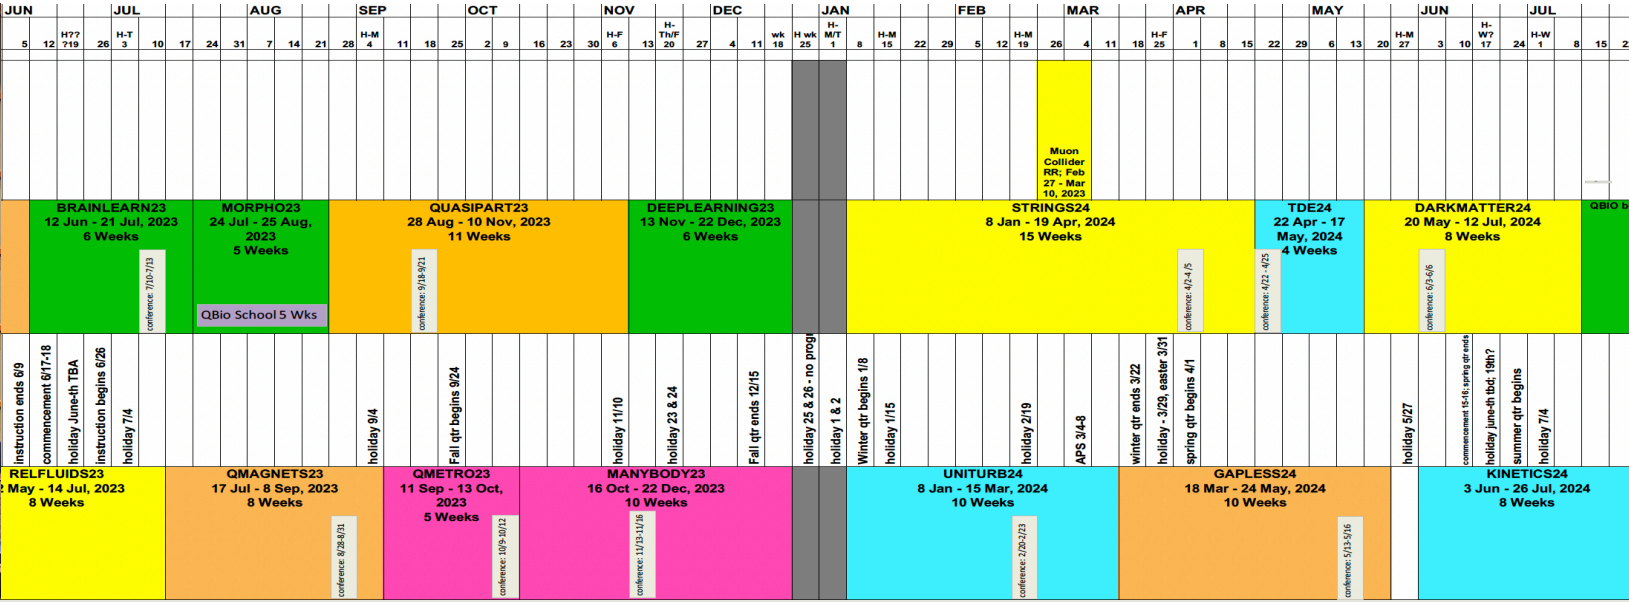 JUN JUL AUG SEP OCT NOV DEC JAN FEB MAR APR MAY JUN JUL
H?? H-T H-M H-F H-Th/F wk H wk H-M/T H-M H-M H-F H-M H-W? H-W
5 12 ?19 26 3 10 17 24 31 7 14 21 28 4 11 18 25 2 9 16 23 30 6 13 20 27 4 11 18 25 1 8 15 22 29 5 12 19 26 4 11 18 25 1 8 15 22 29 6 13 20 27 3 10 17 24 1 8 15
Muon
Collider
RR; Feb
27 - Mar
10, 2023
BRAINLEARN23
12 Jun - 21 Jul, 2023
6 Weeks
conference: 7/10-7/13
MORPHO23
24 Jul - 25 Aug,
2023
5 Weeks
QBio School 5 Wks
QUASIPART23
28 Aug - 10 Nov, 2023
11 Weeks
conference: 9/18-9/21
DEEPLEARNING23
13 Nov - 22 Dec, 2023
6 Weeks
STRINGS24
8 Jan - 19 Apr, 2024
15 Weeks
conference: 4/2-4 /5
TDE24
22 Apr - 17
May, 2024
4 Weeks
conference: 4/22 - 4/25
DARKMATTER24
20 May - 12 Jul, 2024
8 Weeks
conference: 6/3-6/6
QBIO b
instruction ends 6/9
commencement 6/17-18
holiday June-th TBA
instruction begins 6/26
holiday 7/4
holiday 9/4
Fall qtr begins 9/24
holiday 11/10
holiday 23 & 24
Fall qtr ends 12/15
holiday 25 & 26 - no progr
holiday 1 & 2
Winter qtr begins 1/8
holiday 1/15
holiday 2/19
APS 3/4-8
winter qtr ends 3/22
holiday - 3/29, easter 3/31
spring qtr begins 4/1
holiday 5/27
commencement 15-16; spring qtr ends
holiday june-th tbd; 19th?
summer qtr begins
holiday 7/4
RELFLUIDS23
May - 14 Jul, 2023
8 Weeks
QMAGNETS23
17 Jul - 8 Sep, 2023
8 Weeks
conference: 8/28-8/31
QMETRO23
11 Sep - 13 Oct,
2023
5 Weeks
conference: 10/9-10/12
MANYBODY23
16 Oct - 22 Dec, 2023
10 Weeks
conference: 11/13-11/16
UNITURB24
8 Jan - 15 Mar, 2024
10 Weeks
conference: 2/20-2/23
GAPLESS24
18 Mar - 24 May, 2024
10 Weeks
conference: 5/13-5/16
KINETICS24
3 Jun - 26 Jul, 2024
8 Weeks